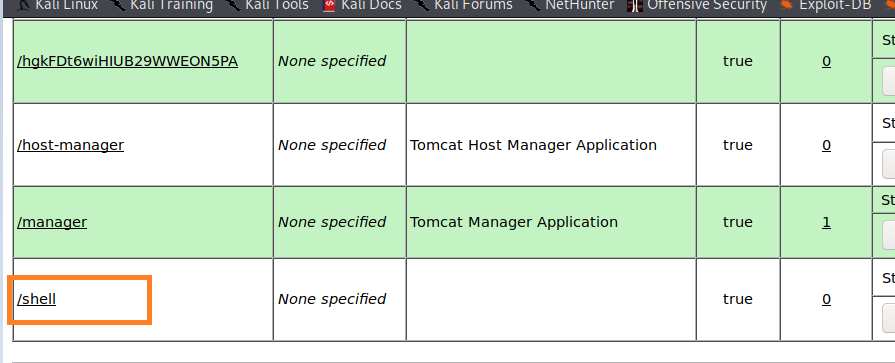 Kali Linux Kali Training Kali Tools Kali Docs Kali Forums NetHunter Offensive Security Exploit-DB
/hgkFDt6wiHIUB29WWEON5PA None specified true 0 St
/host-manager None specified Tomcat Host Manager Application true 0 St
/manager None specified Tomcat Manager Application true 1 St
/shell None specified true 0 St